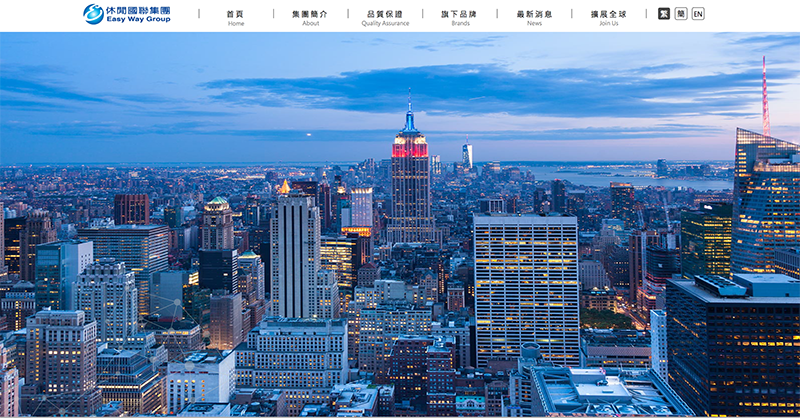 休閒國聯集團
Easy Way Group
首頁
Home
集團簡介
About
品質保證
Quality Assurance
旗下品牌
Brands
最新消息
News
擴展全球
Join Us
繁
簡
EN